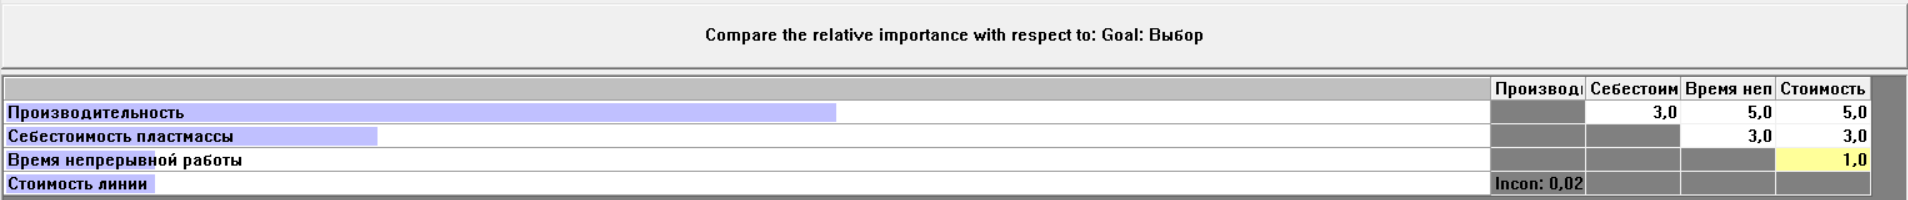 Compare the relative importance with respect to: Goal: Выбор
Производ Себестоим Время неп Стоимость
Производительность 3,0 5,0 5,0
Себестоимость пластмассы 3,0 3,0
Время непрерывной работы 1,0
Стоимость линии Incon: 0,02